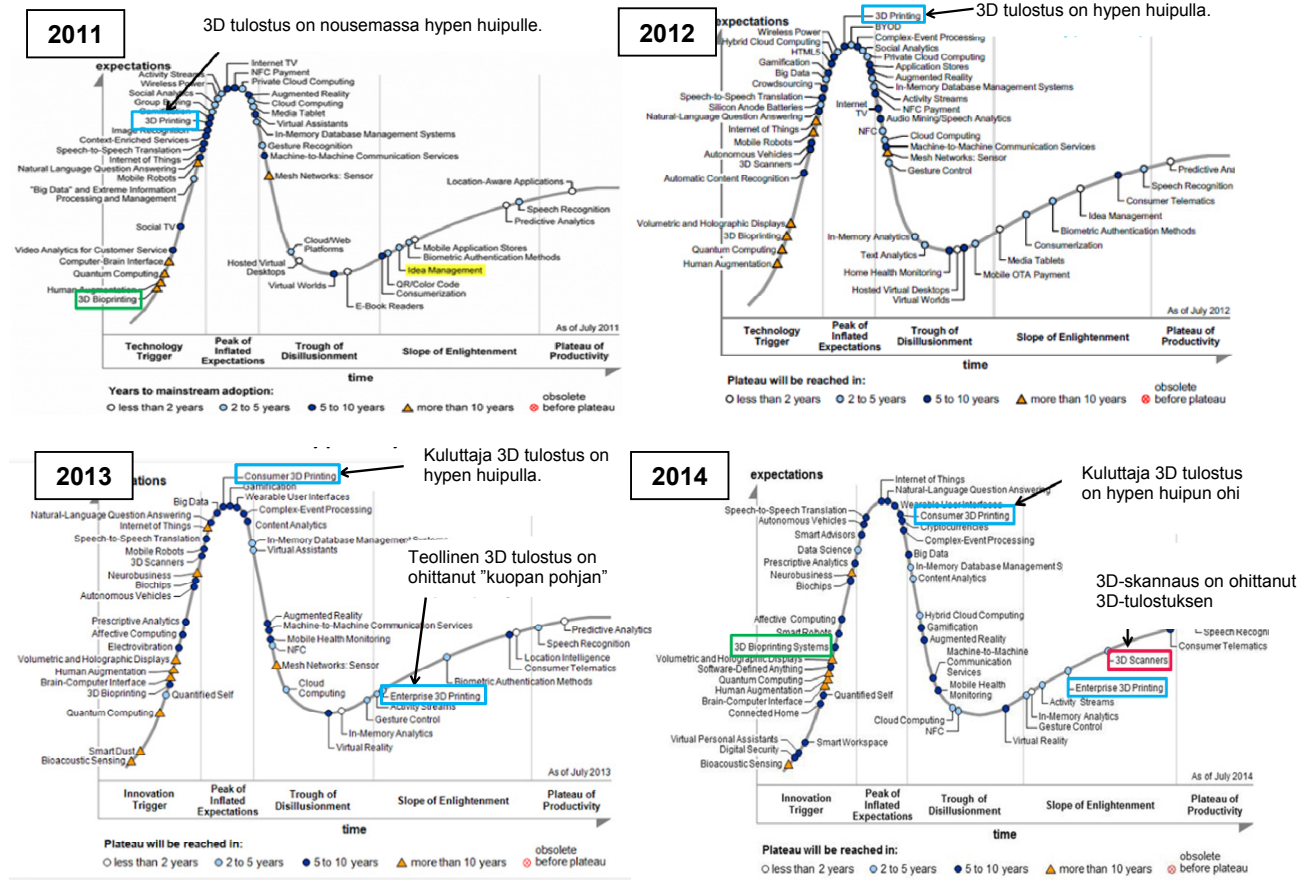 2011
3D tulostus on nousemassa hypen huipulle.
expectations
Internet TV
NFC Payment
Activity Streams
Private Cloud Computing
Wireless Power
Social Analytics
Augmented Reality
Group Buying
Cloud Computing
Media Tablet
3D Printing
Virtual Assistants
Image Recognition
In-Memory Database Management Systems
Context-Enriched Services
Gesture Recognition
Speech-to-Speech Translation
Machine-to-Machine Communication Services
Internet of Things
Natural Language Question Answering
Mobile Robots
Mesh Networks: Sensor
"Big Data" and Extreme Information
Processing and Management
Location-Aware Applications
Speech Recognition
Predictive Analytics
Social TV
Video Analytics for Customer Service
Computer-Brain Interface
Quantum Computing
Human Augmentation
3D Bioprinting
Cloud/Web
Platforms
Hosted Virtual
Desktops
Virtual Worlds
Mobile Application Stores
Biometric Authentication Methods
Idea Management
QR/Color Code
Consumerization
E-Book Readers
As of July 2011
Technology
Trigger
Peak of
Inflated
Expectations
Trough of
Disillusionment
Slope of Enlightenment
Plateau of
Productivity
time
Years to mainstream adoption:
less than 2 years
2 to 5 years
5 to 10 years
more than 10 years
obsolete
before plateau
2012
3D tulostus on hypen huipulla.
3D Printing
BYOD
Wireless Power
Complex-Event Processing
Hybrid Cloud Computing
Social Analytics
HTML5
Private Cloud Computing
Gamification
Application Stores
Big Data
Augmented Reality
Crowdsourcing
In-Memory Database Management Systems
Speech-to-Speech Translation
Activity Streams
Silicon Anode Batteries
Internet
TV
NFC Payment
Natural-Language Question Answering
Audio Mining/Speech Analytics
Internet of Things
NFC
Mobile Robots
Cloud Computing
Autonomous Vehicles
Machine-to-Machine Communication Services
3D Scanners
Mesh Networks: Sensor
Automatic Content Recognition
Gesture Control
Predictive
Speech Recognition
Consumer Telematics
Idea Management
Biometric Authentication Methods
Consumerization
Media Tablets
Mobile OTA Payment
Volumetric and Holographic Displays
3D Bioprinting
Quantum Computing
Human Augmentation
In-Memory Analytics
Text Analytics
Home Health Monitoring
Hosted Virtual Desktops
Virtual Worlds
As of July 2012
Technology
Trigger
Peak of
Inflated
Expectations
Trough of
Disillusionment
Slope of Enlightenment
Plateau of
Productivity
time
Plateau will be reached in:
less than 2 years
2 to 5 years
5 to 10 years
more than 10 years
obsolete
before plateau
2013
Kuluttaja 3D tulostus on
hypen huipulla.
Consumer 3D Printing
Gamification
Wearable User Interfaces
Big Data
Complex-Event Processing
Natural-Language Question Answering
Content Analytics
Internet of Things
Speech-to-Speech Translation
In-Memory Database Management Systems
Mobile Robots
Virtual Assistants
3D Scanners
Neurobusiness
Biochips
Autonomous Vehicles
Teollinen 3D tulostus on
ohittanut ”kuopan pohjan”
Prescriptive Analytics
Affective Computing
Electrovibration
Volumetric and Holographic Displays
Human Augmentation
Brain-Computer Interface
3D Bioprinting
Quantified Self
Quantum Computing
Smart Dust
Bioacoustic Sensing
Augmented Reality
Machine-to-Machine Communication Services
Mobile Health Monitoring
NFC
Mesh Networks: Sensor
Cloud
Computing
Predictive Analytics
Speech Recognition
Location Intelligence
Consumer Telematics
Biometric Authentication Methods
Enterprise 3D Printing
Activity Streams
Gesture Control
In-Memory Analytics
Virtual Reality
As of July 2013
Innovation
Trigger
Peak of
Inflated
Expectations
Trough of
Disillusionment
Slope of Enlightenment
Plateau of
Productivity
time
Plateau will be reached in:
less than 2 years
2 to 5 years
5 to 10 years
more than 10 years
obsolete
before plateau
2014
expectations
Kuluttaja 3D tulostus
on hypen huipun ohi
Internet of Things
Natural-Language Question Answering
Wearable User Interfaces
Speech-to-Speech Translation
Consumer 3D Printing
Autonomous Vehicles
Cryptocurrencies
Smart Advisors
Complex-Event Processing
Data Science
Big Data
Prescriptive Analytics
In-Memory Database Management S
Neurobusiness
Content Analytics
Biochips
3D-skannaus on ohittanut
3D-tulostuksen
Affective Computing
Smart Robots
3D Bioprinting Systems
Volumetric and Holographic Displays
Software-Defined Anything
Quantum Computing
Human Augmentation
Brain-Computer Interface
Connected Home
Quantified Self
Virtual Personal Assistants
Smart Workspace
Digital Security
Bioacoustic Sensing
Hybrid Cloud Computing
Gamification
Augmented Reality
Machine-to-Machine
Communication
Services
Mobile Health
Monitoring
Cloud Computing
NFC
Speech Recogni
Consumer Telematics
3D Scanners
Enterprise 3D Printing
Activity Streams
In-Memory Analytics
Gesture Control
Virtual Reality
As of July 2014
Innovation
Trigger
Peak of
Inflated
Expectations
Trough of
Disillusionment
Slope of Enlightenment
Plateau of
Productivity
time
Plateau will be reached in:
less than 2 years
2 to 5 years
5 to 10 years
more than 10 years
obsolete
before plateau